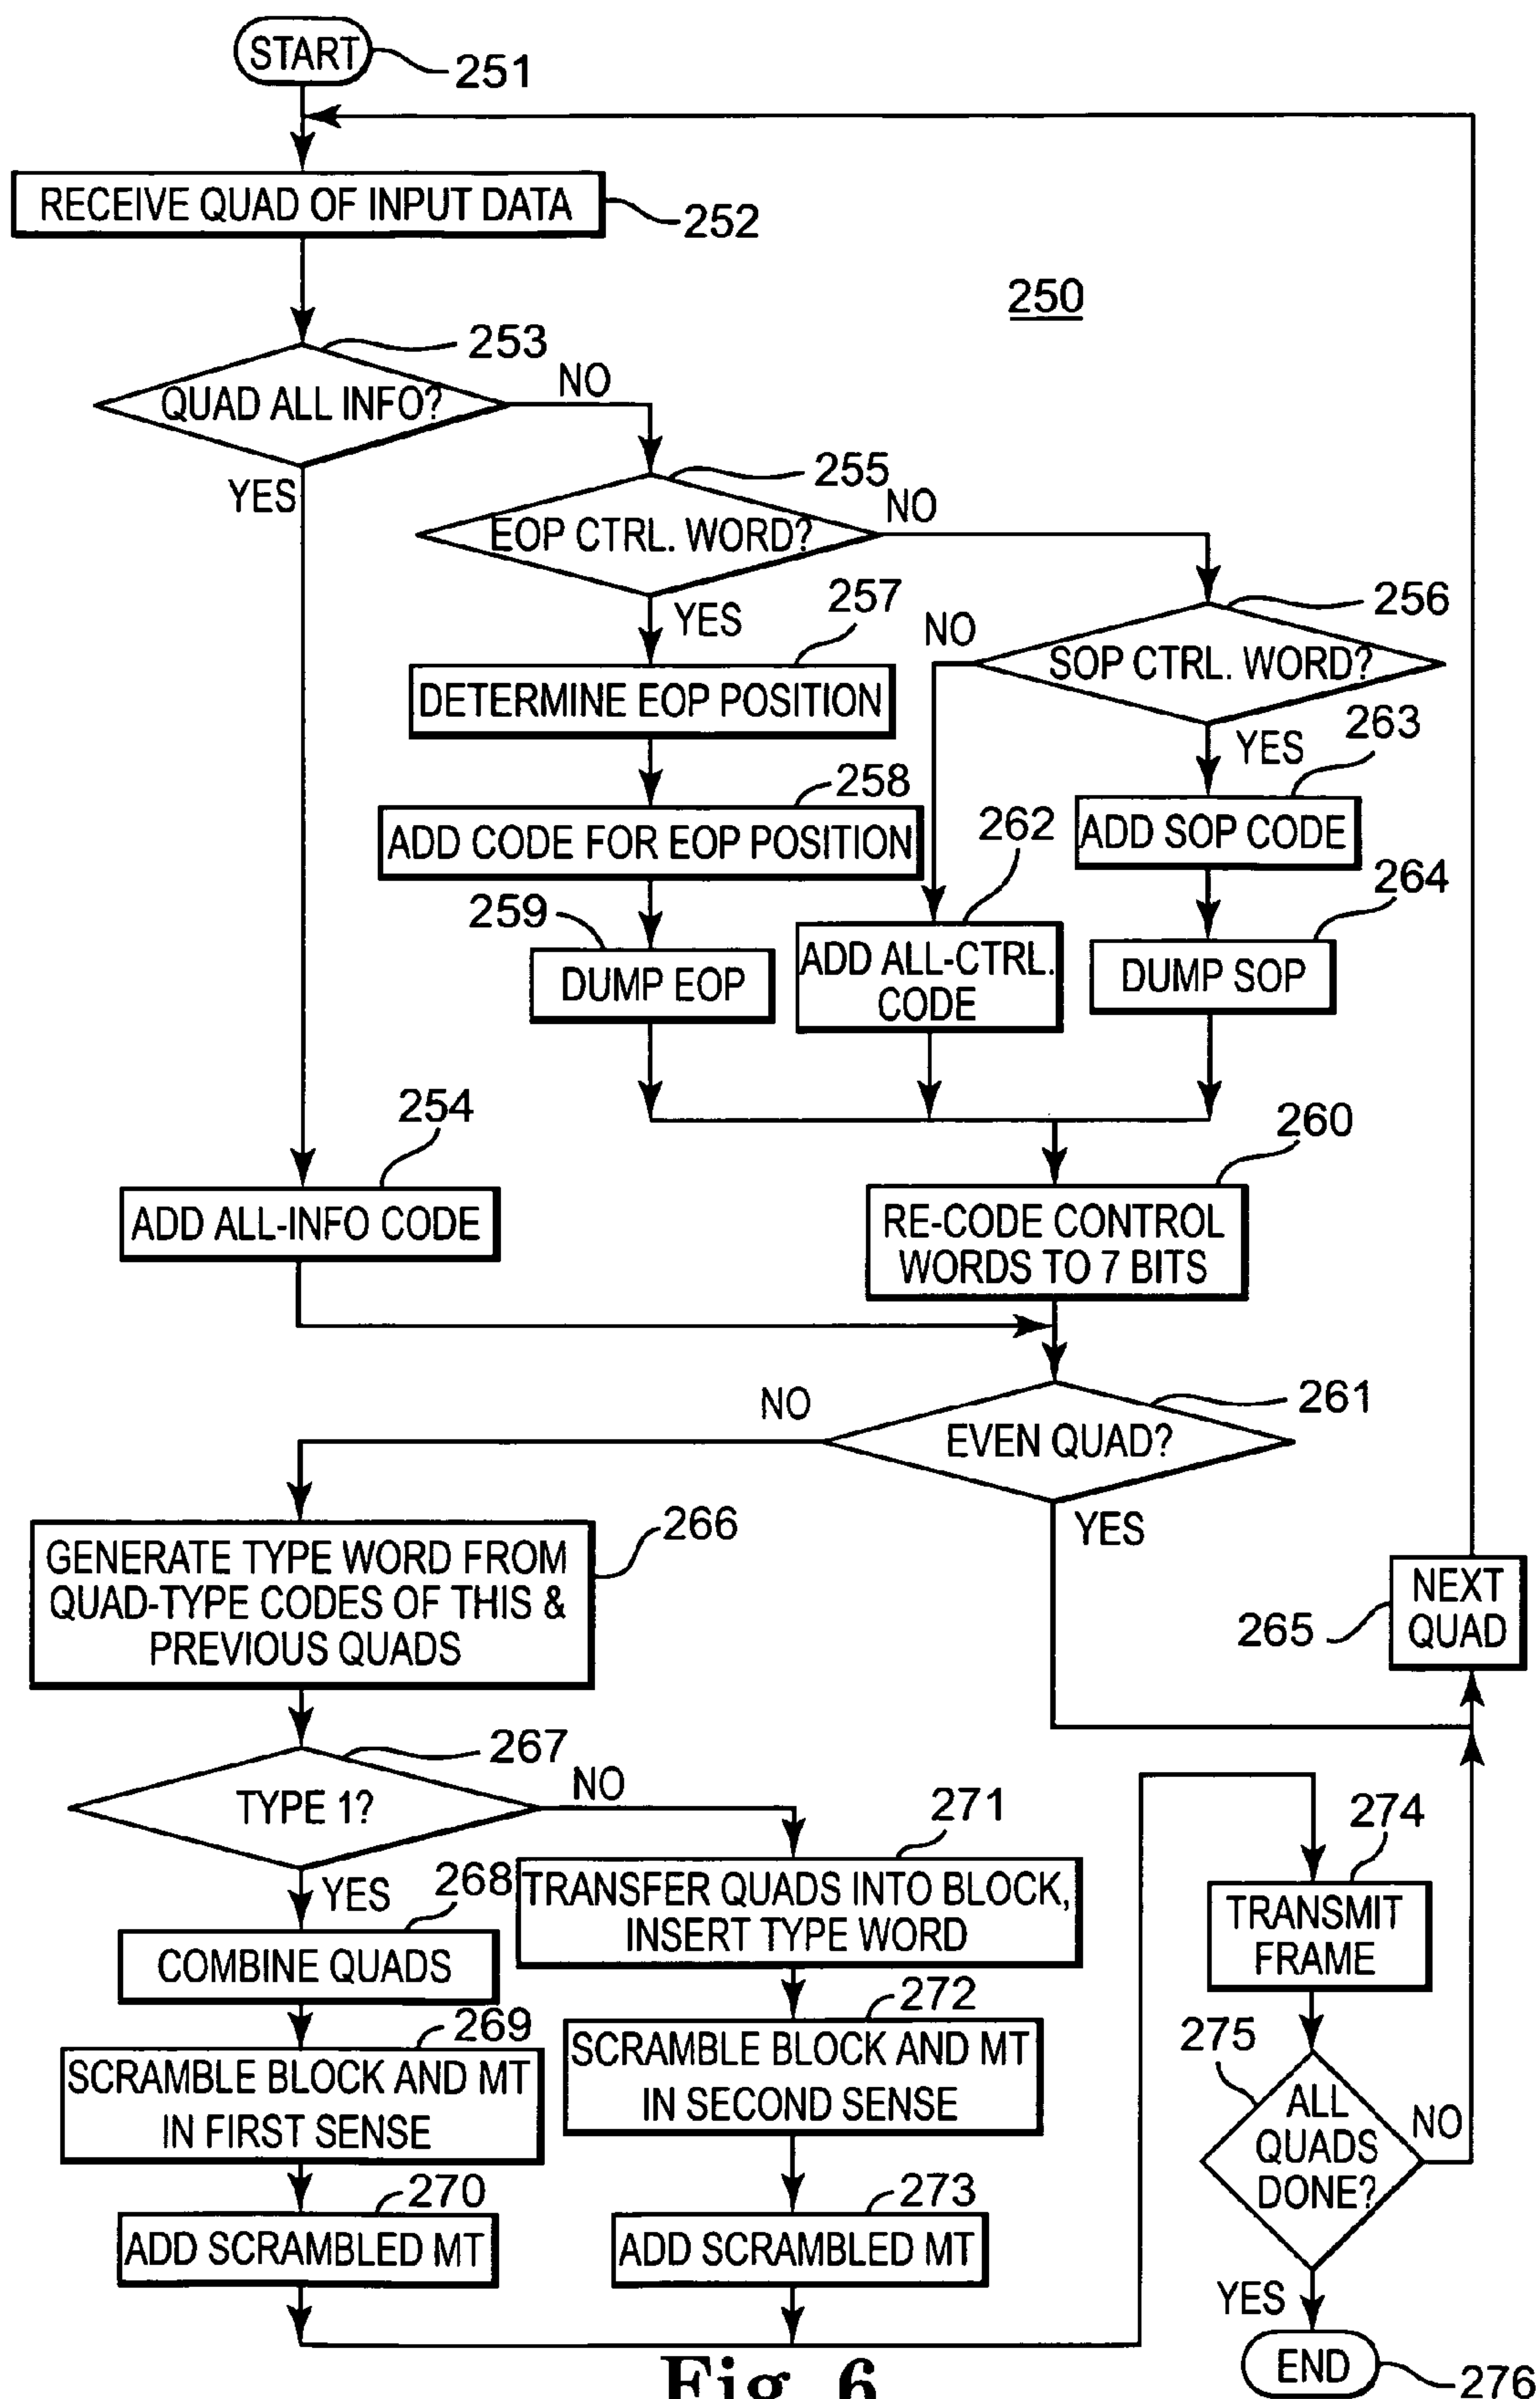 START
251
RECEIVE QUAD OF INPUT DATA
252
250
253
QUAD ALL INFO?
NO
YES
255
EOP CTRL. WORD?
NO
YES
256
SOP CTRL. WORD?
NO
YES
257
DETERMINE EOP POSITION
258
ADD CODE FOR EOP POSITION
259
DUMP EOP
262
ADD ALL-CTRL.
CODE
263
ADD SOP CODE
264
DUMP SOP
254
ADD ALL-INFO CODE
260
RE-CODE CONTROL
WORDS TO 7 BITS
261
EVEN QUAD?
NO
YES
265
NEXT
QUAD
266
GENERATE TYPE WORD FROM
QUAD-TYPE CODES OF THIS &
PREVIOUS QUADS
267
TYPE 1?
NO
YES
268
COMBINE QUADS
269
SCRAMBLE BLOCK AND MT
IN FIRST SENSE
270
ADD SCRAMBLED MT
271
TRANSFER QUADS INTO BLOCK,
INSERT TYPE WORD
272
SCRAMBLE BLOCK AND MT
IN SECOND SENSE
273
ADD SCRAMBLED MT
274
TRANSMIT
FRAME
275
ALL
QUADS
DONE?
NO
YES
END
276
Fig. 6